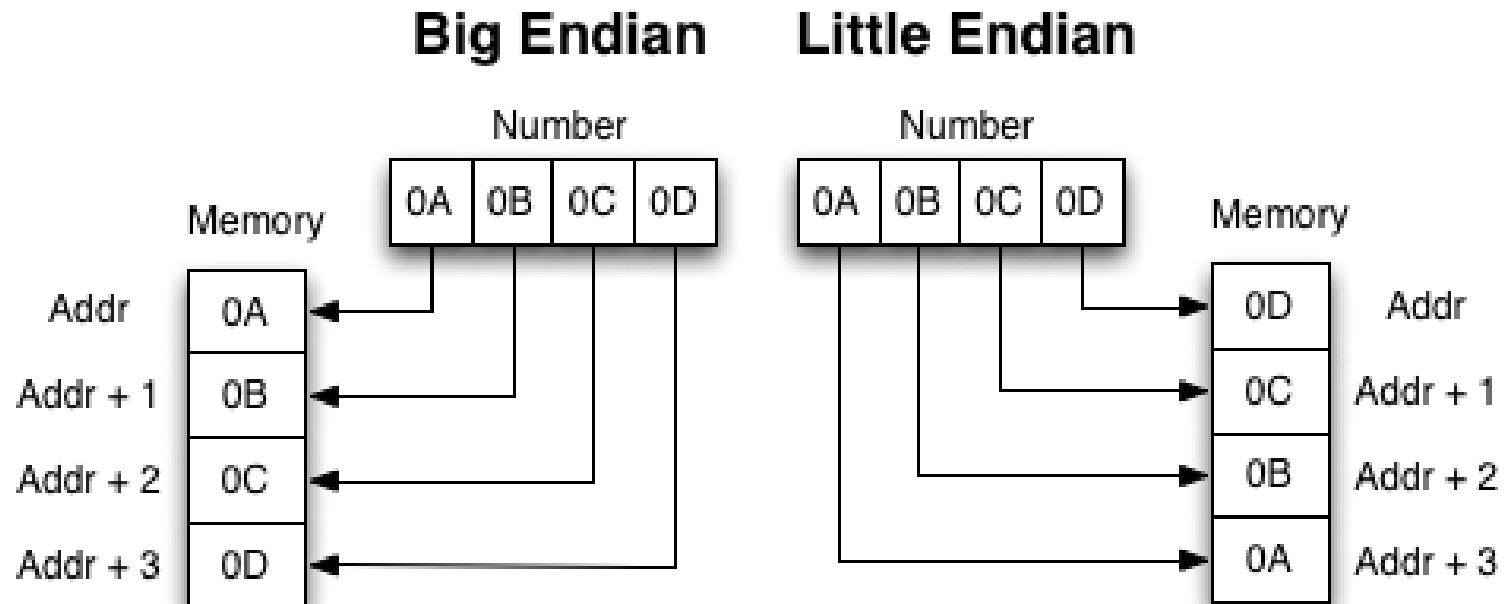 Big Endian Little Endian
Number Number
0A 0B 0C 0D 0A 0B 0C 0D
Memory Memory
Addr 0A 0D Addr
Addr + 1 0B 0C Addr + 1
Addr + 2 0C 0B Addr + 2
Addr + 3 0D 0A Addr + 3